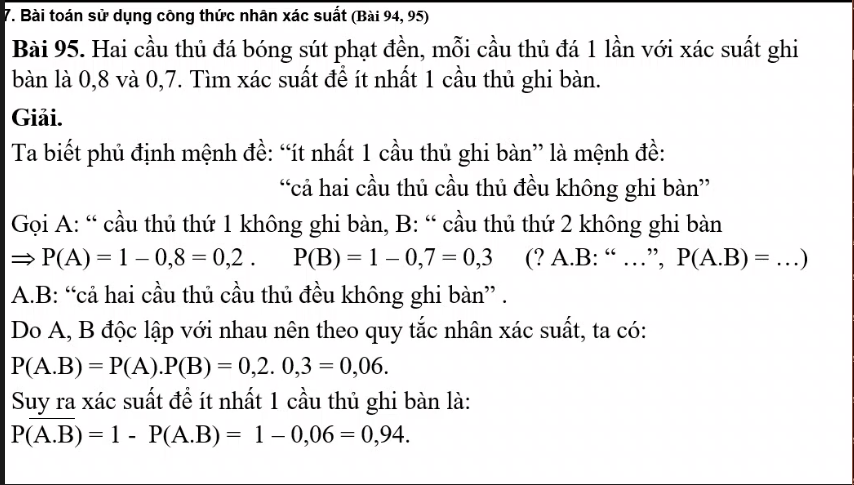 7. Bài toán sử dụng công thức nhân xác suất (Bài 94, 95)
Bài 95. Hai cầu thủ đá bóng sút phạt đền, mỗi cầu thủ đá 1 lần với xác suất ghi
bàn là 0,8 và 0,7. Tìm xác suất để ít nhất 1 cầu thủ ghi bàn.
Giải.
Ta biết phủ định mệnh đề: “ít nhất 1 cầu thủ ghi bàn” là mệnh đề:
“cả hai cầu thủ cầu thủ đều không ghi bàn”
Gọi A: “ cầu thủ thứ 1 không ghi bàn, B: “ cầu thủ thứ 2 không ghi bàn
⇒ P(A) = 1 – 0,8 = 0,2 . P(B) = 1 – 0,7 = 0,3 (? A.B: “ …”, P(A.B) = …)
A.B: “cả hai cầu thủ cầu thủ đều không ghi bàn” .
Do A, B độc lập với nhau nên theo quy tắc nhân xác suất, ta có:
P(A.B) = P(A).P(B) = 0,2. 0,3 = 0,06.
Suy ra xác suất để ít nhất 1 cầu thủ ghi bàn là:
P(A̅.̅B̅) = 1 - P(A.B) = 1 – 0,06 = 0,94.